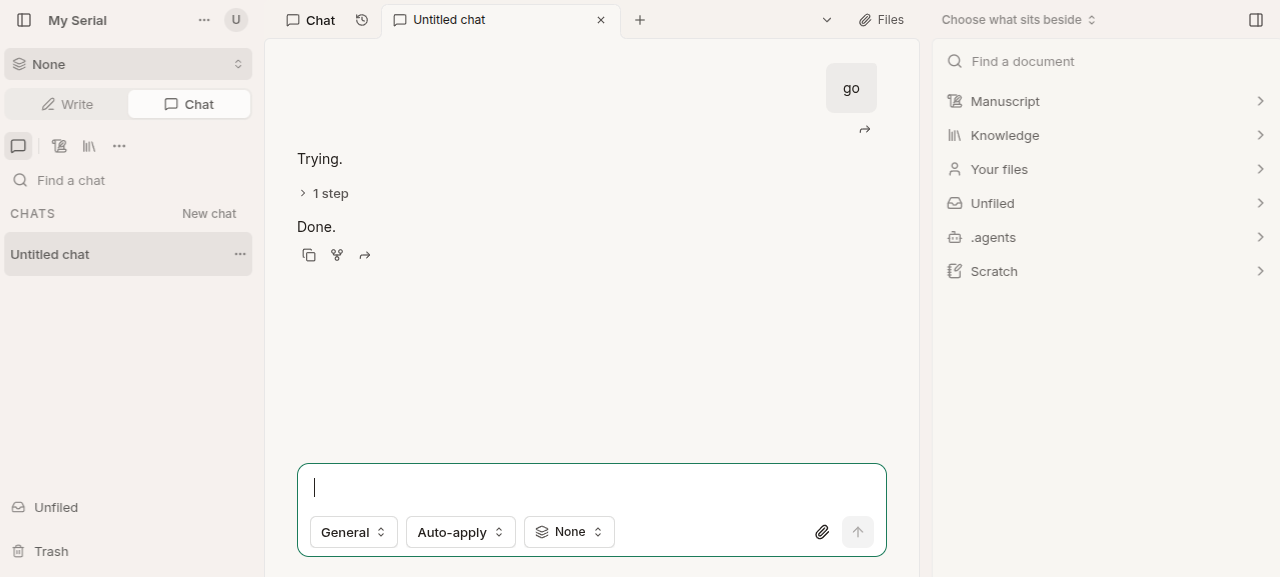 My Serial
U
None
Write
Chat
Find a chat
CHATS
New chat
Untitled chat
Unfiled
Trash
Chat
Untitled chat
Files
go
Trying.
1 step
Done.
General
Auto-apply
None
Choose what sits beside
Find a document
Manuscript
Knowledge
Your files
Unfiled
.agents
Scratch